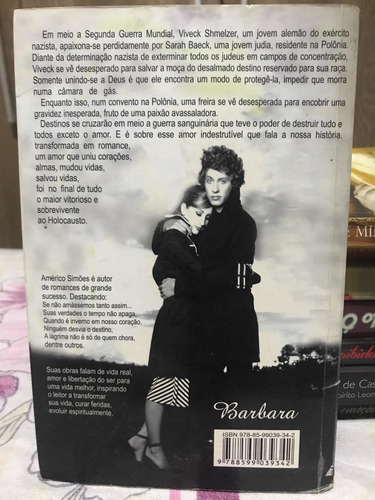 Em meio a Segunda Guerra Mundial, Viveck Shmelzer, um jovem alemão do exército
nazista, apaixona-se perdidamente por Sarah Baeck, uma jovem judia, residente na Polônia.
Diante da determinação nazista de exterminar todos os judeus em campos de concentração,
Viveck se vê desesperado para salvar a moça do desalmado destino reservado para sua raça.
Somente unindo-se a Deus é que ele encontra um modo de protegê-la, impedir que morra
numa câmara de gás.
Enquanto isso, num convento na Polônia, uma freira se vê desesperada para encobrir uma
gravidez inesperada, fruto de uma paixão avassaladora.
Destinos se cruzarão em meio a guerra sanguinária que teve o poder de destruir tudo e
todos exceto o amor. E é sobre esse amor indestrutível que fala a nossa história.
transformada em romance,
um amor que uniu corações,
almas, mudou vidas,
salvou vidas,
foi no final de tudo
o maior vitorioso e
sobrevivente
ao Holocausto.
Américo Simões é autor
de romances de grande
sucesso. Destacando:
Se não amássemos tanto assim...
Suas verdades o tempo não apaga,
Quando é inverno em nosso coração,
Ninguém desvia o destino,
A lágrima não é só de quem chora,
dentre outros.
Suas obras falam de vida real,
amor e libertação do ser para
uma vida melhor, inspirando
o leitor a transformar
sua vida, curar feridas,
evoluir espiritualmente.
Barbara
ISBN 978-85-99039-34-2
9 788599 039342
de Cas